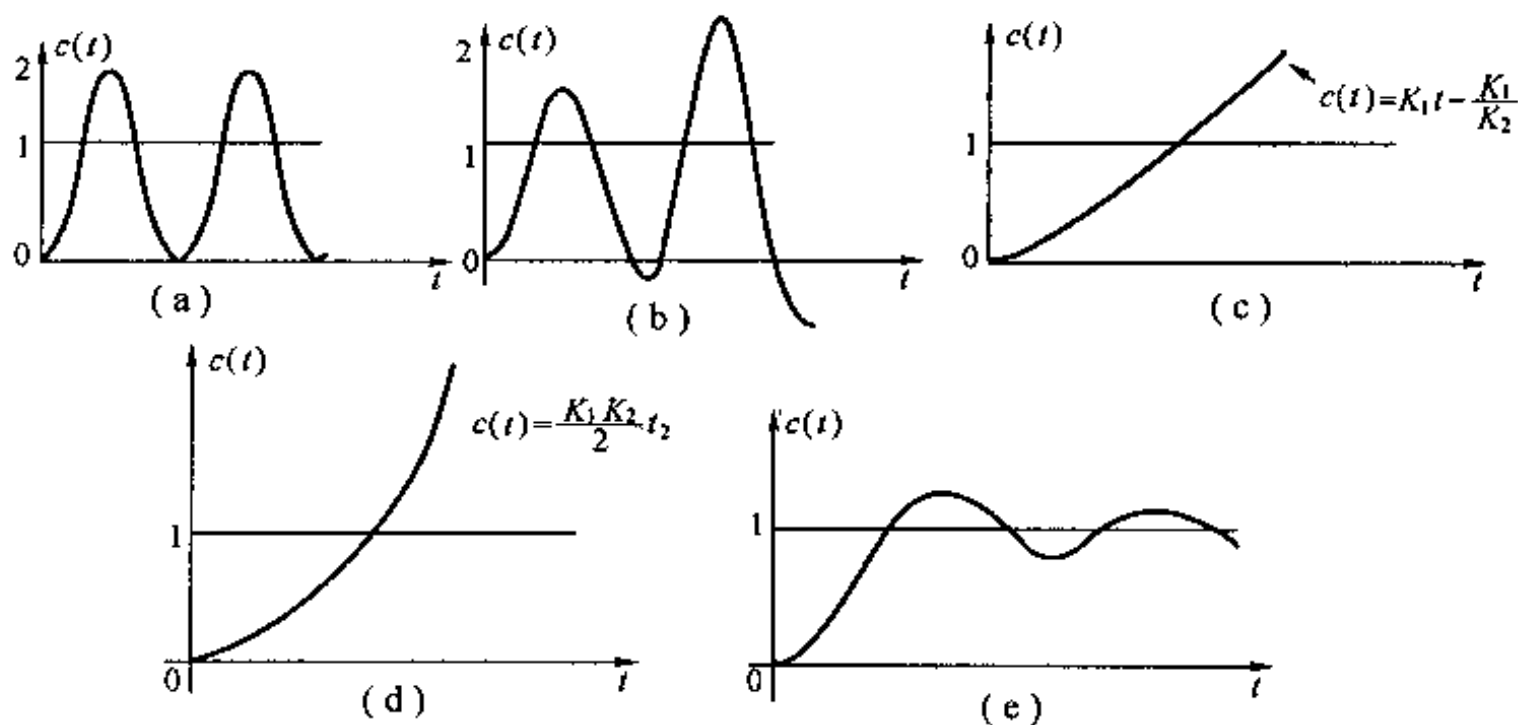 c(t)
2
1
0
t
(a)
c(t)
2
1
0
t
(b)
c(t)
1
0
t
(c)
c(t)=K₁t-K₁/K₂
c(t)
1
0
t
(d)
c(t)=K₁K₂/2 t₂
c(t)
1
0
t
(e)